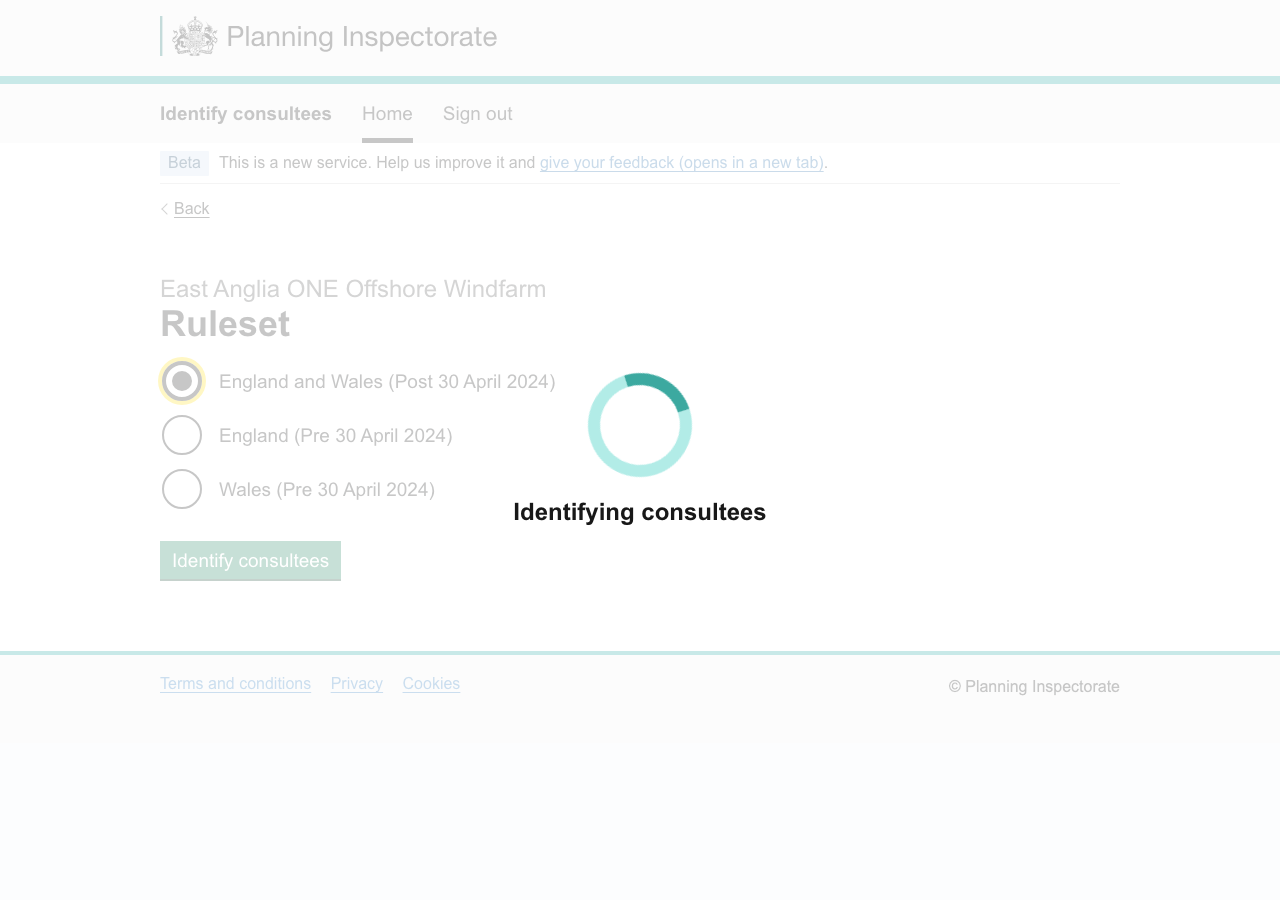 Planning Inspectorate
Identify consultees Home Sign out
Beta This is a new service. Help us improve it and give your feedback (opens in a new tab).
Back
East Anglia ONE Offshore Windfarm
Ruleset
England and Wales (Post 30 April 2024)
England (Pre 30 April 2024)
Wales (Pre 30 April 2024)
Identifying consultees
Identify consultees
Terms and conditions Privacy Cookies © Planning Inspectorate